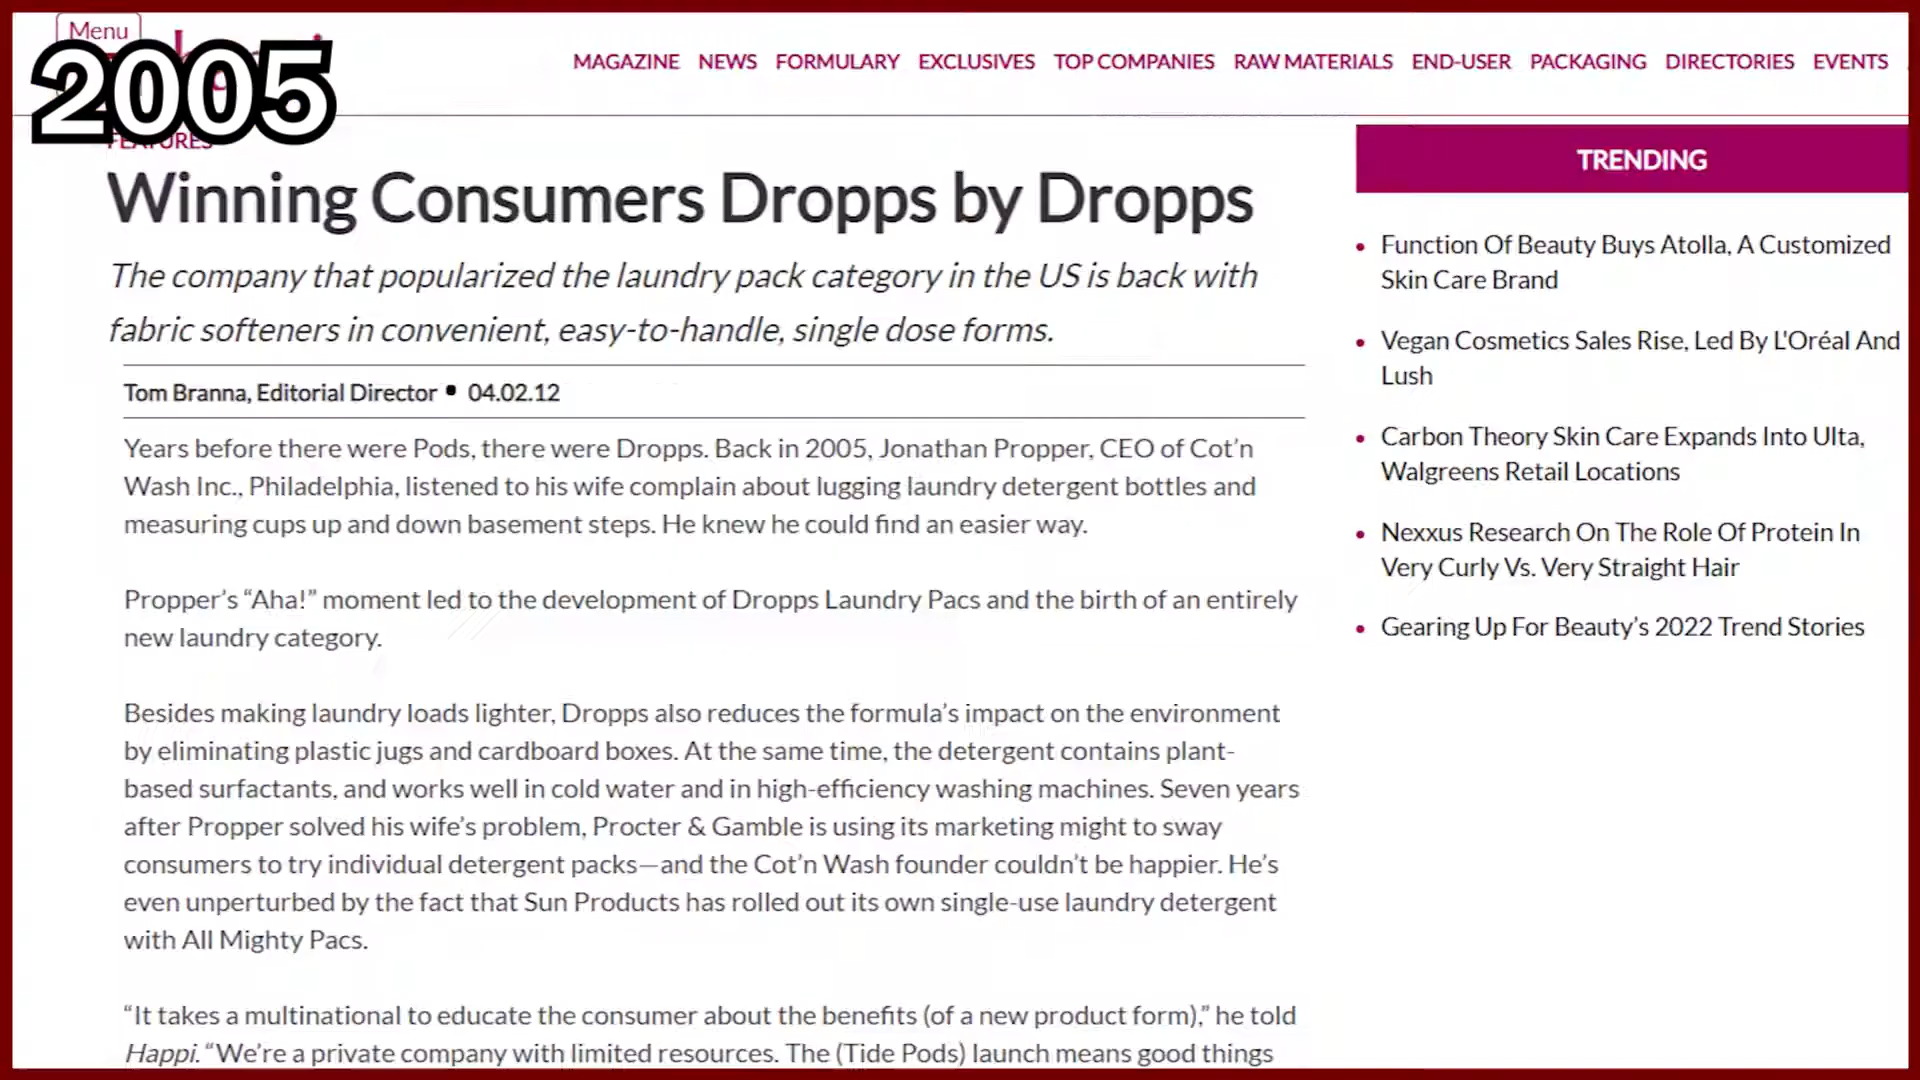 Menu
2005
MAGAZINE NEWS FORMULARY EXCLUSIVES TOP COMPANIES RAW MATERIALS END-USER PACKAGING DIRECTORIES EVENTS
FEATURES
Winning Consumers Dropps by Dropps
The company that popularized the laundry pack category in the US is back with
fabric softeners in convenient, easy-to-handle, single dose forms.
Tom Branna, Editorial Director • 04.02.12
Years before there were Pods, there were Dropps. Back in 2005, Jonathan Propper, CEO of Cot’n
Wash Inc., Philadelphia, listened to his wife complain about lugging laundry detergent bottles and
measuring cups up and down basement steps. He knew he could find an easier way.
Propper’s “Aha!” moment led to the development of Dropps Laundry Pacs and the birth of an entirely
new laundry category.
Besides making laundry loads lighter, Dropps also reduces the formula’s impact on the environment
by eliminating plastic jugs and cardboard boxes. At the same time, the detergent contains plant-
based surfactants, and works well in cold water and in high-efficiency washing machines. Seven years
after Propper solved his wife’s problem, Procter & Gamble is using its marketing might to sway
consumers to try individual detergent packs—and the Cot’n Wash founder couldn’t be happier. He’s
even unperturbed by the fact that Sun Products has rolled out its own single-use laundry detergent
with All Mighty Pacs.
“It takes a multinational to educate the consumer about the benefits (of a new product form),” he told
Happi. “We’re a private company with limited resources. The (Tide Pods) launch means good things
TRENDING
• Function Of Beauty Buys Atolla, A Customized
Skin Care Brand
• Vegan Cosmetics Sales Rise, Led By L'Oréal And
Lush
• Carbon Theory Skin Care Expands Into Ulta,
Walgreens Retail Locations
• Nexxus Research On The Role Of Protein In
Very Curly Vs. Very Straight Hair
• Gearing Up For Beauty’s 2022 Trend Stories